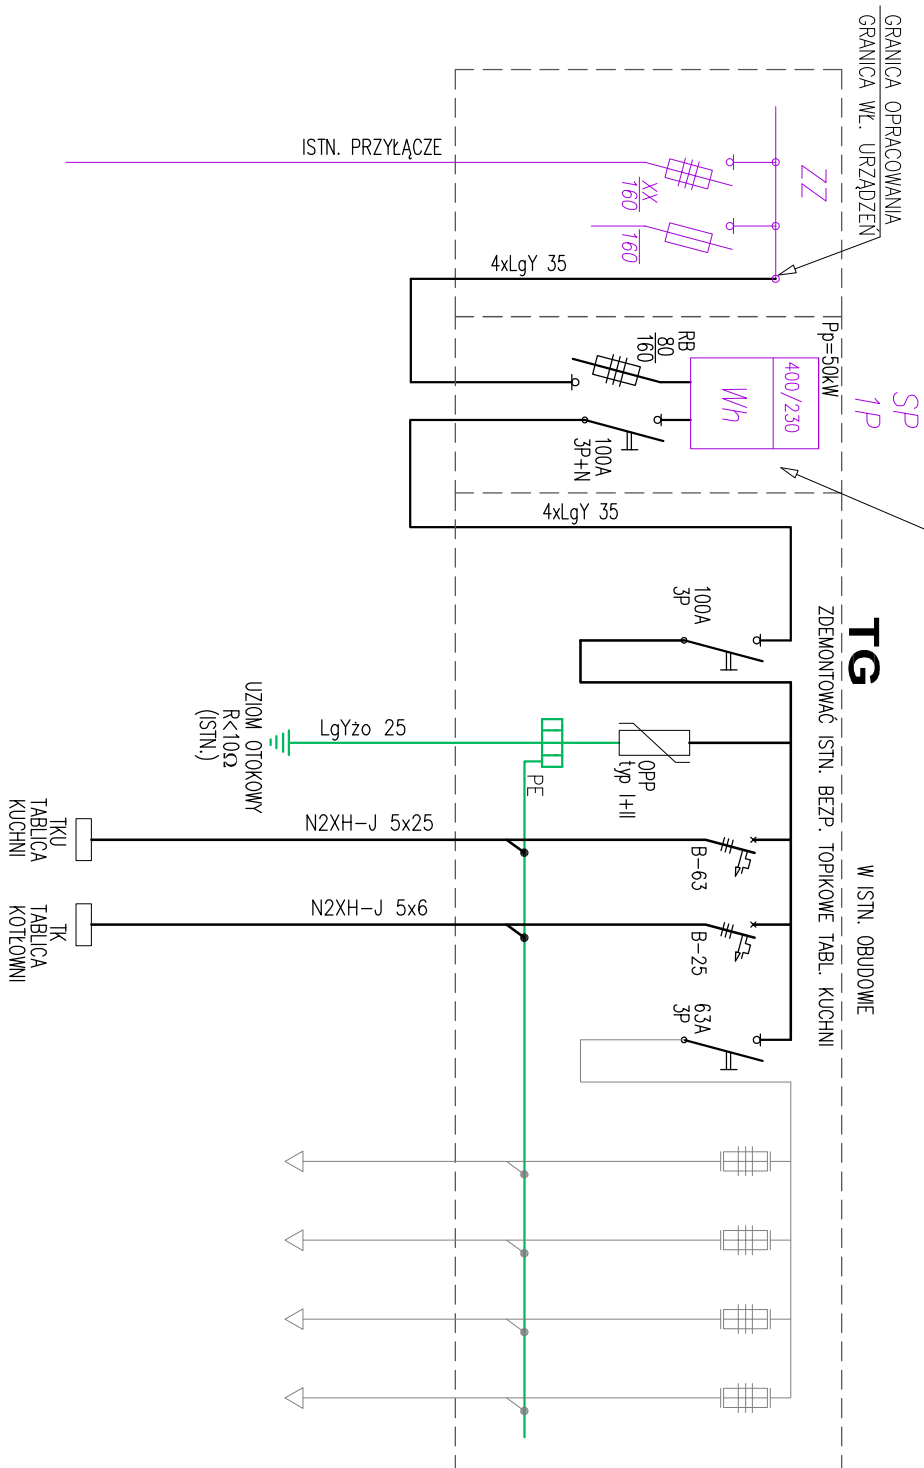 GRANICA OPRACOWANIA
GRANICA WŁ. URZĄDZEŃ
ISTN. PRZYŁĄCZE
ZZ
XX
160
160
4xLgY 35
Pp=50kW
RB
80
160
400/230
Wh
SP
1P
100A
3P+N
4xLgY 35
TG
ZDEMONTOWAĆ ISTN. BEZP. TOPIKOWE TABL. KUCHNI
W ISTN. OBUDOWIE
100A
3P
UZIOM OTOKOWY
R<10Ω
(ISTN.)
LgYżo 25
OPP
typ I+II
PE
N2XH-J 5x25
B-63
TKU
TABLICA
KUCHNI
N2XH-J 5x6
B-25
TK
TABLICA
KOTŁOWNI
63A
3P